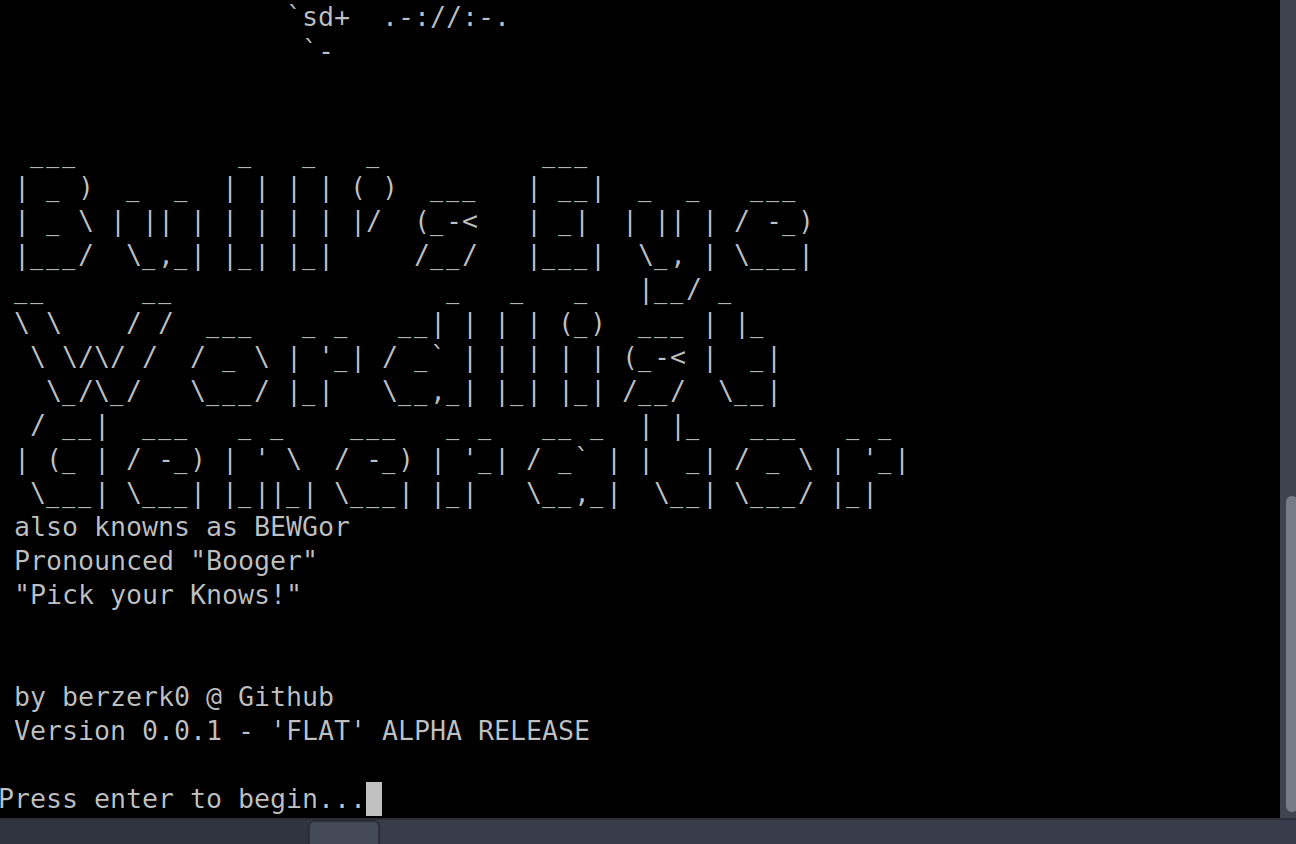 `sd+  .-://:-.
`-
Bull's Eye
Wordlist
Generator
also knowns as BEWGor
Pronounced "Booger"
"Pick your Knows!"
by berzerk0 @ Github
Version 0.0.1 - 'FLAT' ALPHA RELEASE
Press enter to begin...